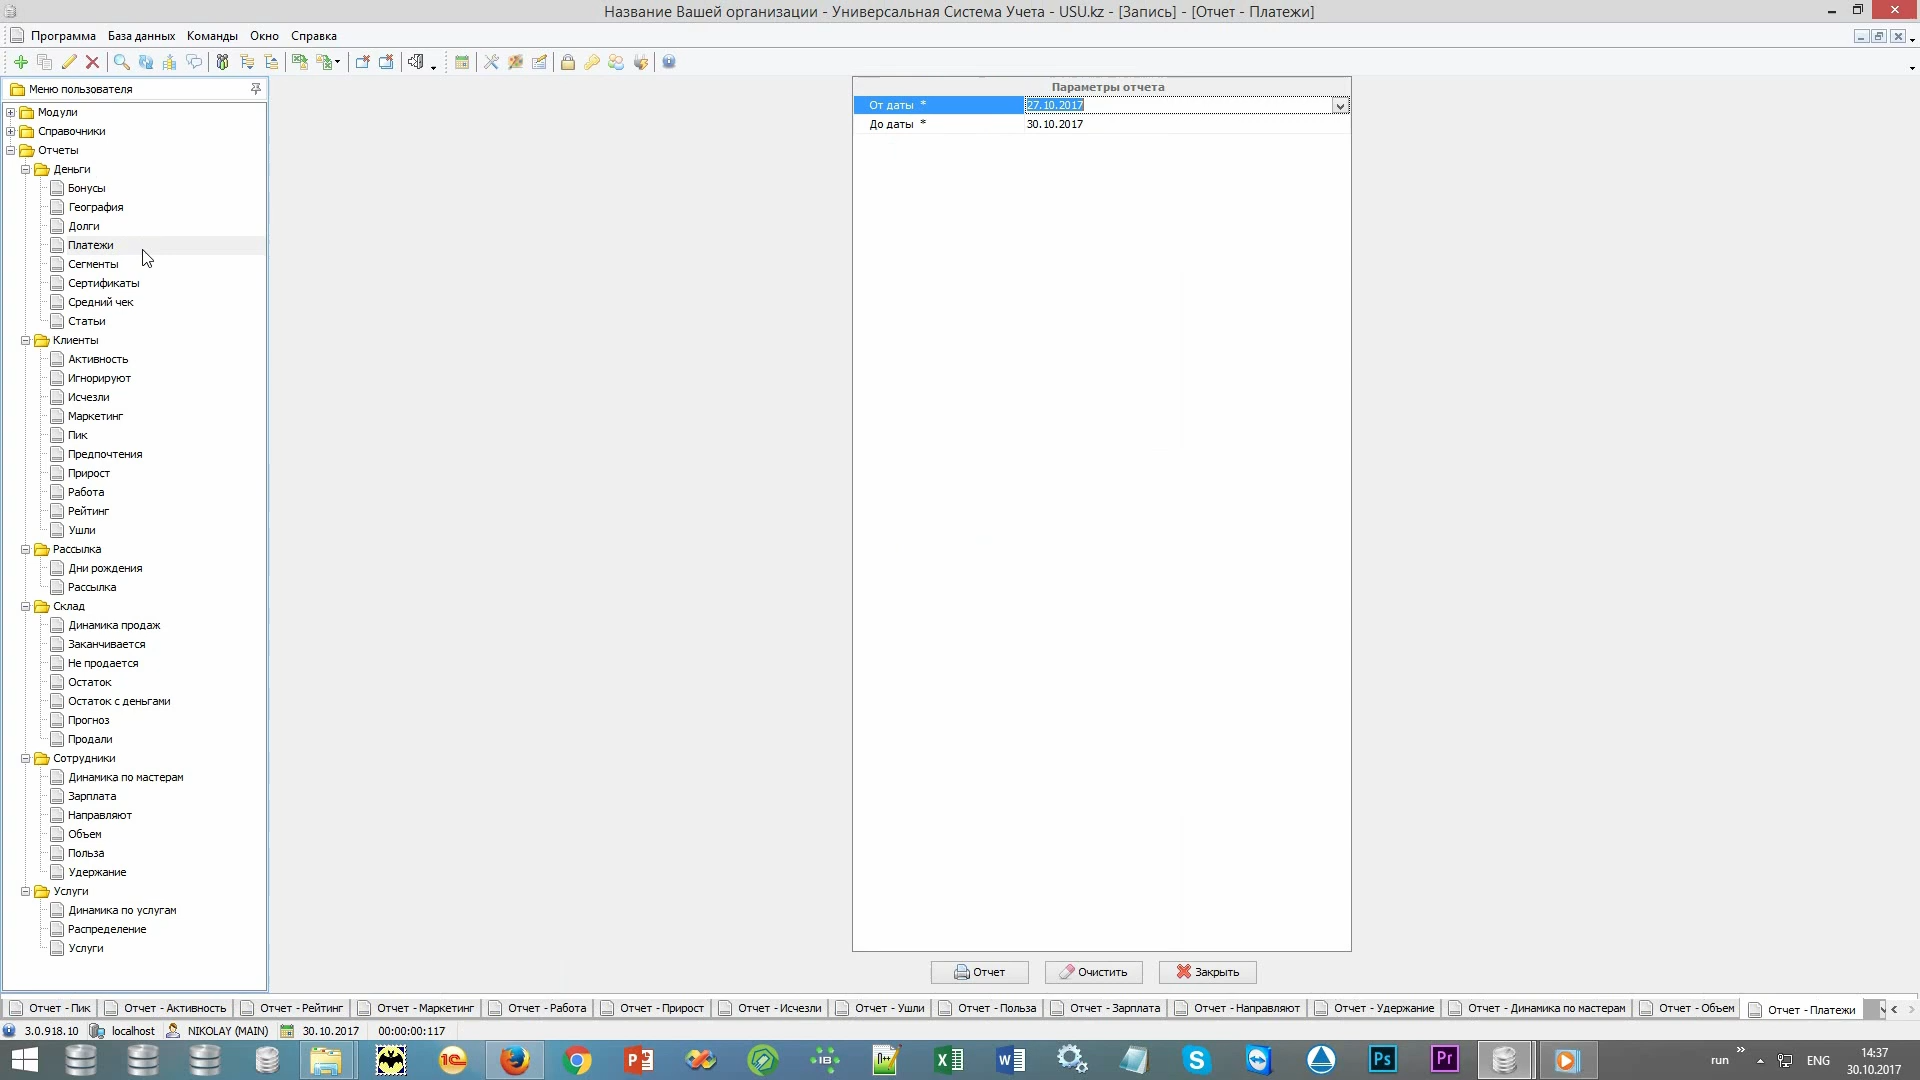 Название Вашей организации - Универсальная Система Учета - USU.kz - [Запись] - [Отчет - Платежи]
Программа База данных Команды Окно Справка
Меню пользователя
Модули
Справочники
Отчеты
Деньги
Бонусы
География
Долги
Платежи
Сегменты
Сертификаты
Средний чек
Статьи
Клиенты
Активность
Игнорируют
Исчезли
Маркетинг
Пик
Предпочтения
Прирост
Работа
Рейтинг
Ушли
Рассылка
Дни рождения
Рассылка
Склад
Динамика продаж
Заканчивается
Не продается
Остаток
Остаток с деньгами
Прогноз
Продали
Сотрудники
Динамика по мастерам
Зарплата
Направляют
Объем
Польза
Удержание
Услуги
Динамика по услугам
Распределение
Услуги
Параметры отчета
От даты * 27.10.2017
До даты * 30.10.2017
Отчет Очистить Закрыть
Отчет - Пик Отчет - Активность Отчет - Рейтинг Отчет - Маркетинг Отчет - Работа Отчет - Прирост Отчет - Исчезли Отчет - Ушли Отчет - Польза Отчет - Зарплата Отчет - Направляют Отчет - Удержание Отчет - Динамика по мастерам Отчет - Объем Отчет - Платежи
3.0.918.10 localhost NIKOLAY (MAIN) 30.10.2017 00:00:00:117
1С IB n++ Ps Pr run ENG 14:37
30.10.2017